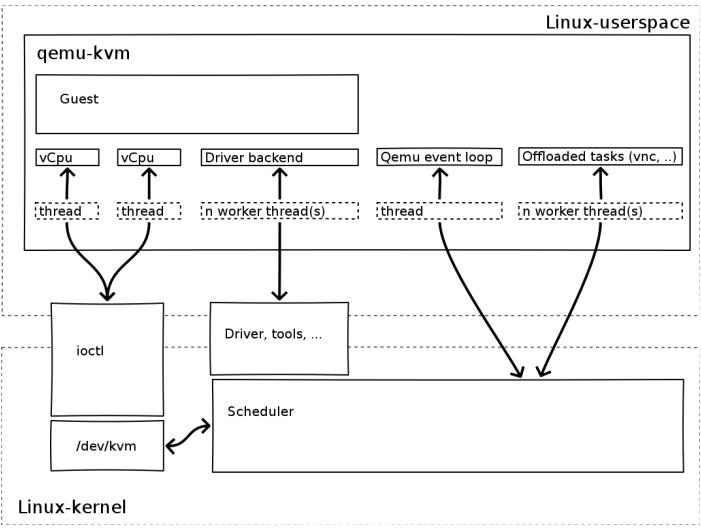 Linux-userspace
qemu-kvm
Guest
vCpu
vCpu
Driver backend
Qemu event loop
Offloaded tasks (vnc, ..)
thread
thread
n worker thread(s)
thread
n worker thread(s)
Driver, tools, ...
ioctl
Scheduler
/dev/kvm
Linux-kernel